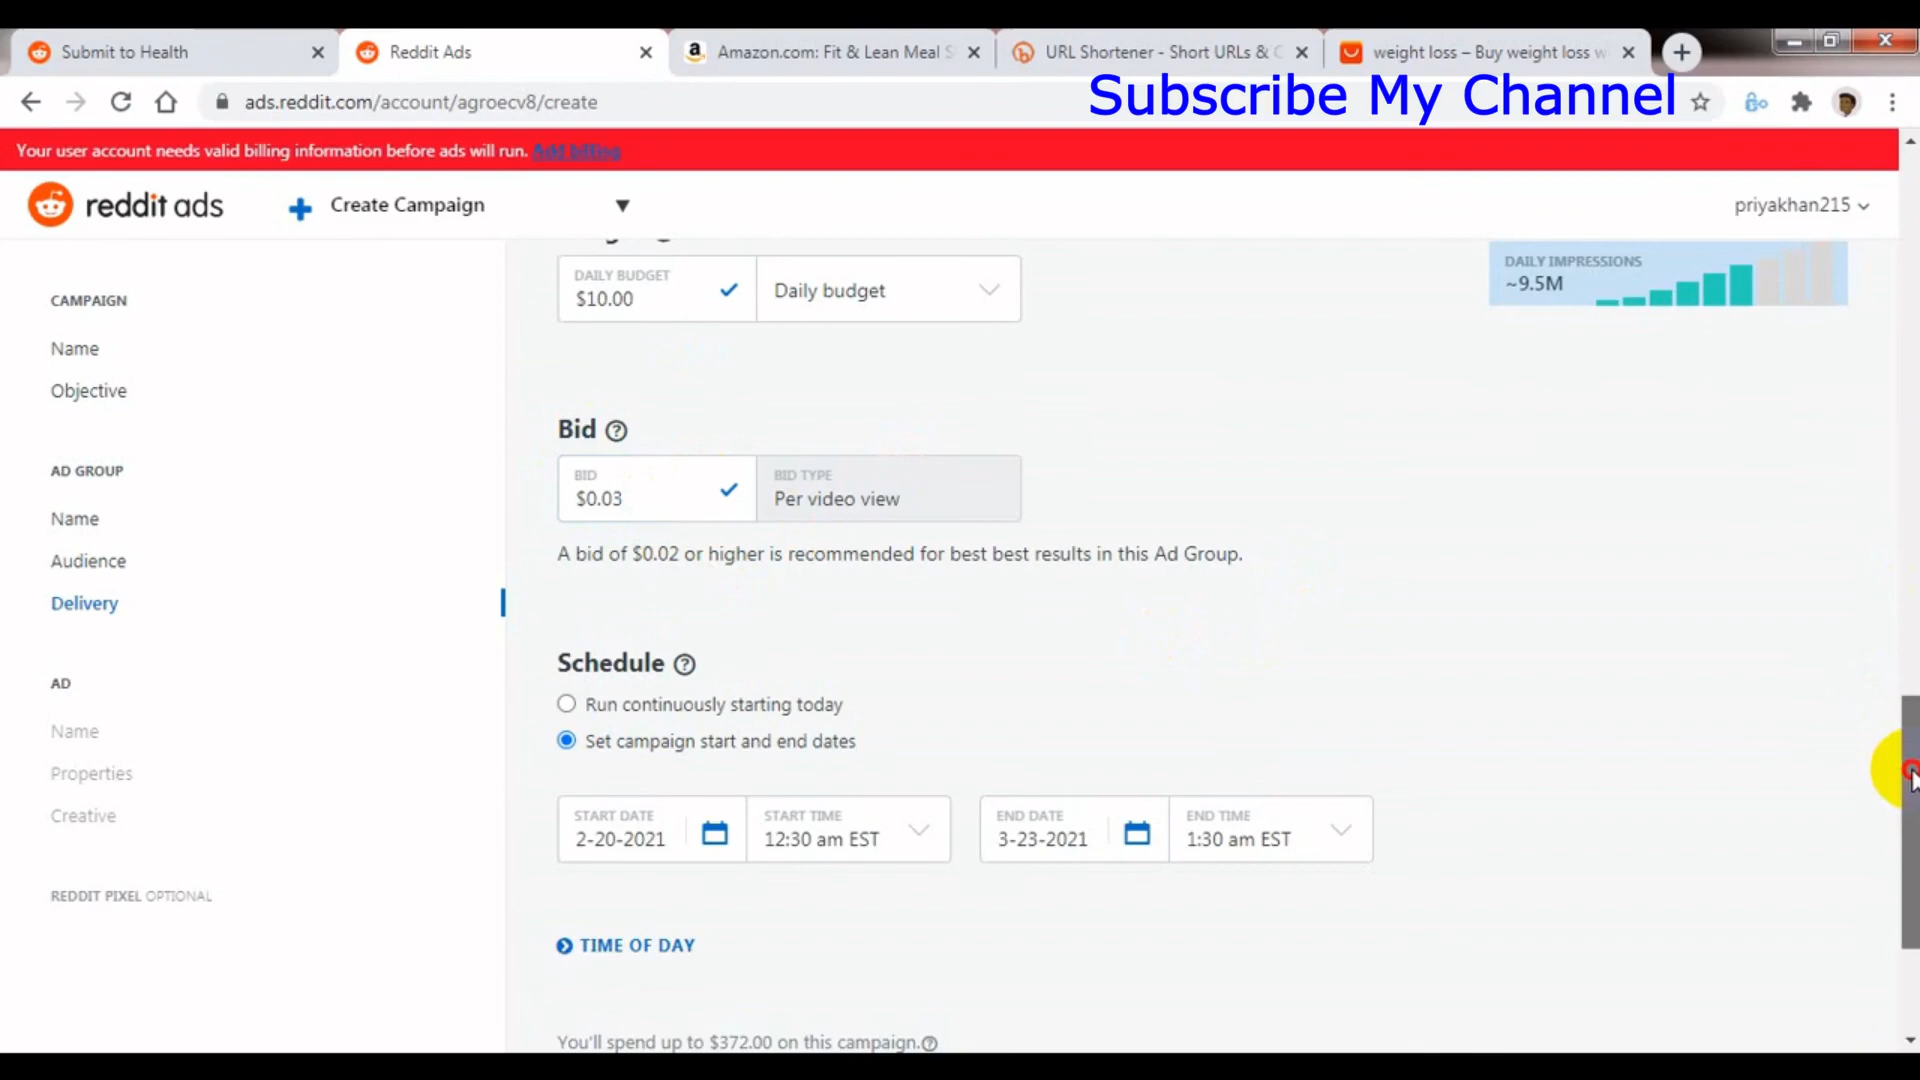 Submit to Health
Reddit Ads
Amazon.com: Fit & Lean Meal S
URL Shortener - Short URLs & C
weight loss – Buy weight loss w
ads.reddit.com/account/agroecv8/create
Subscribe My Channel
Your user account needs valid billing information before ads will run. Add billing
reddit ads
Create Campaign
priyakhan215
CAMPAIGN
Name
Objective
AD GROUP
Name
Audience
Delivery
AD
Name
Properties
Creative
REDDIT PIXEL OPTIONAL
DAILY BUDGET
$10.00
Daily budget
DAILY IMPRESSIONS
~9.5M
Bid
BID
$0.03
BID TYPE
Per video view
A bid of $0.02 or higher is recommended for best best results in this Ad Group.
Schedule
Run continuously starting today
Set campaign start and end dates
START DATE
2-20-2021
START TIME
12:30 am EST
END DATE
3-23-2021
END TIME
1:30 am EST
TIME OF DAY
You'll spend up to $372.00 on this campaign.